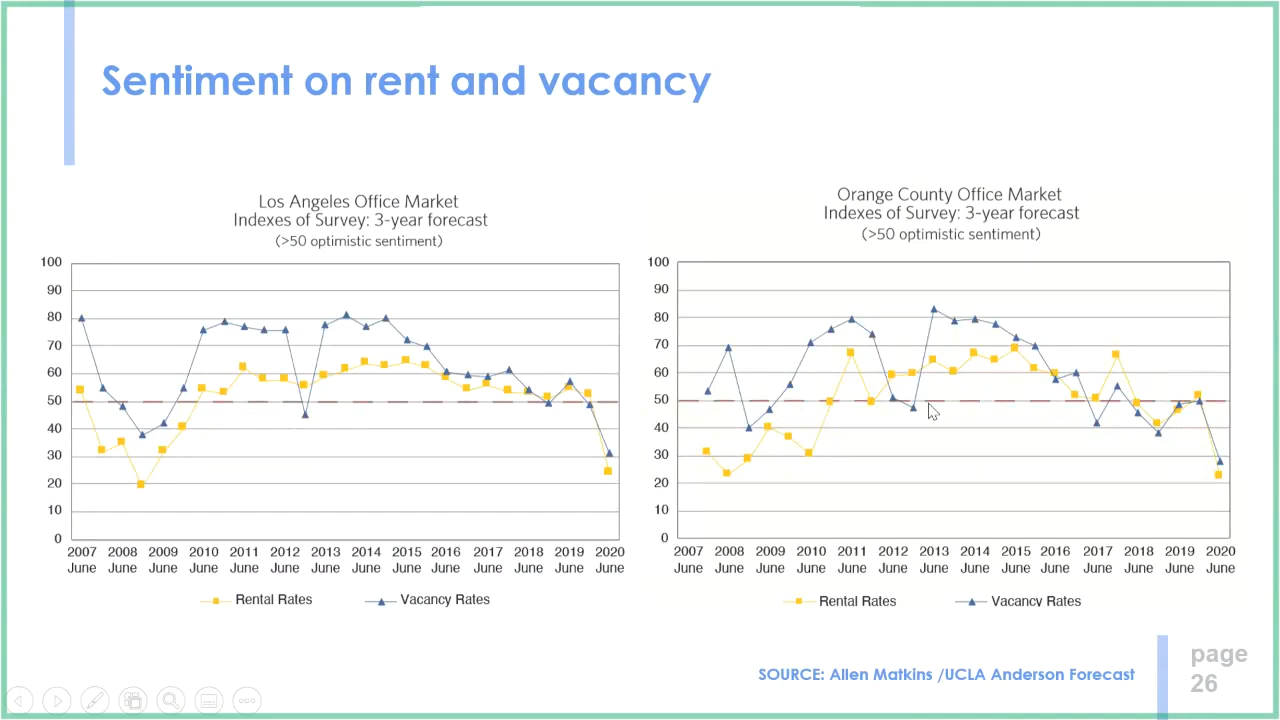 Sentiment on rent and vacancy
Los Angeles Office Market
Indexes of Survey: 3-year forecast
(>50 optimistic sentiment)
100
90
80
70
60
50
40
30
20
10
0
2007 2008 2009 2010 2011 2012 2013 2014 2015 2016 2017 2018 2019 2020
June June June June June June June June June June June June June June
Rental Rates Vacancy Rates
Orange County Office Market
Indexes of Survey: 3-year forecast
(>50 optimistic sentiment)
100
90
80
70
60
50
40
30
20
10
0
2007 2008 2009 2010 2011 2012 2013 2014 2015 2016 2017 2018 2019 2020
June June June June June June June June June June June June June June
Rental Rates Vacancy Rates
SOURCE: Allen Matkins /UCLA Anderson Forecast
page
26